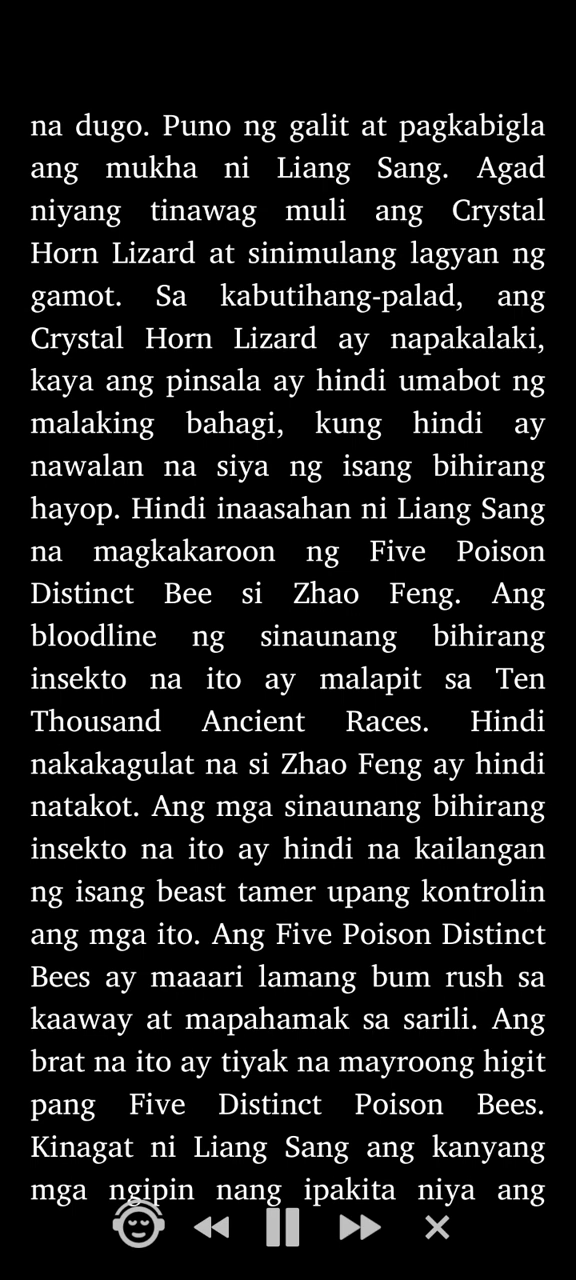 na dugo. Puno ng galit at pagkabigla
ang mukha ni Liang Sang. Agad
niyang tinawag muli ang Crystal
Horn Lizard at sinimulang lagyan ng
gamot. Sa kabutihang-palad, ang
Crystal Horn Lizard ay napakalaki,
kaya ang pinsala ay hindi umabot ng
malaking bahagi, kung hindi ay
nawalan na siya ng isang bihirang
hayop. Hindi inaasahan ni Liang Sang
na magkakaroon ng Five Poison
Distinct Bee si Zhao Feng. Ang
bloodline ng sinaunang bihirang
insekto na ito ay malapit sa Ten
Thousand Ancient Races. Hindi
nakakagulat na si Zhao Feng ay hindi
natakot. Ang mga sinaunang bihirang
insekto na ito ay hindi na kailangan
ng isang beast tamer upang kontrolin
ang mga ito. Ang Five Poison Distinct
Bees ay maaari lamang bum rush sa
kaaway at mapahamak sa sarili. Ang
brat na ito ay tiyak na mayroong higit
pang Five Distinct Poison Bees.
Kinagat ni Liang Sang ang kanyang
mga ngipin nang ipakita niya ang